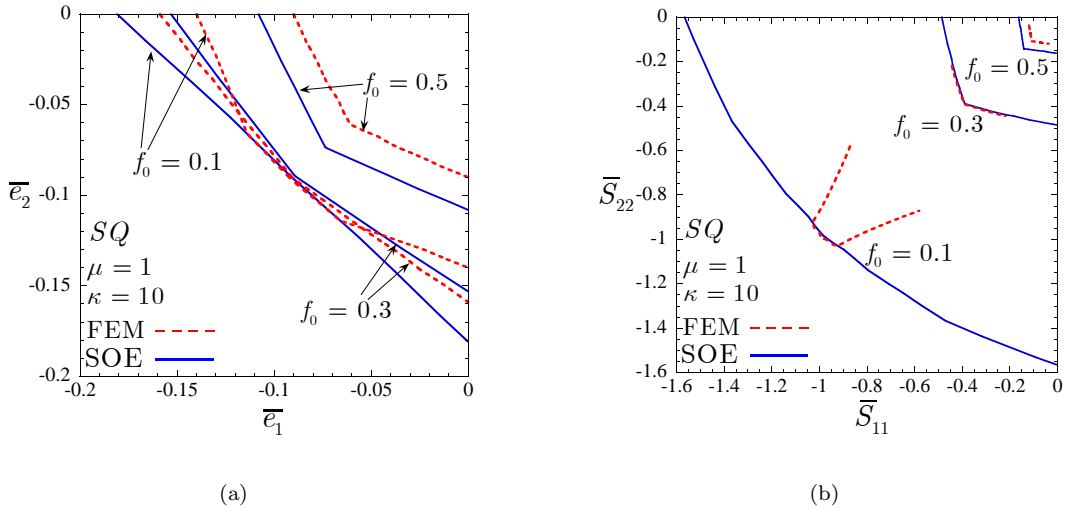 0
-0.05
-0.1
-0.15
-0.2
-0.2 -0.15 -0.1 -0.05 0
e̅₂
e̅₁
f₀ = 0.5
f₀ = 0.1
f₀ = 0.3
SQ
μ = 1
κ = 10
FEM
SOE
(a)
0
-0.2
-0.4
-0.6
-0.8
-1
-1.2
-1.4
-1.6
-1.6 -1.4 -1.2 -1 -0.8 -0.6 -0.4 -0.2 0
S̅₂₂
S̅₁₁
f₀ = 0.5
f₀ = 0.3
f₀ = 0.1
SQ
μ = 1
κ = 10
FEM
SOE
(b)